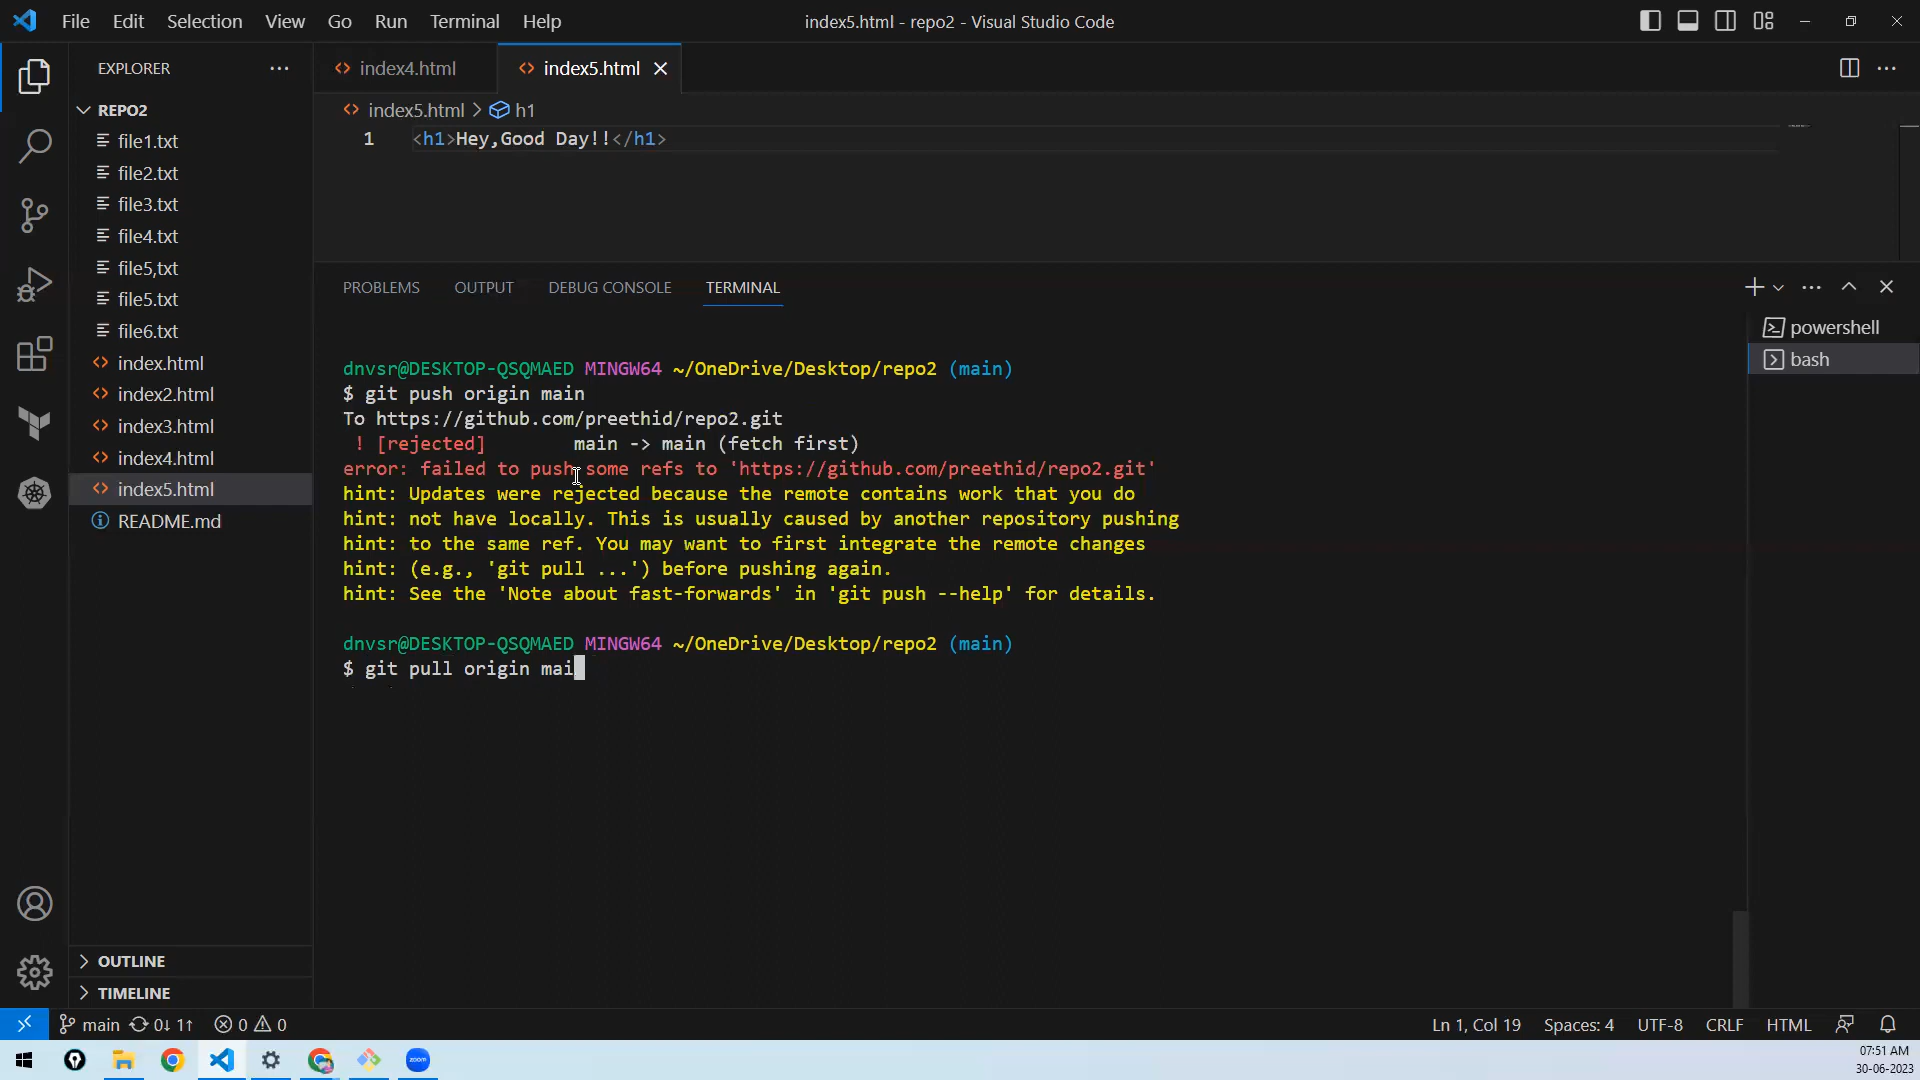 File Edit Selection View Go Run Terminal Help
index5.html - repo2 - Visual Studio Code
EXPLORER
REPO2
file1.txt
file2.txt
file3.txt
file4.txt
file5,txt
file5.txt
file6.txt
index.html
index2.html
index3.html
index4.html
index5.html
README.md
OUTLINE
TIMELINE
index4.html
index5.html
index5.html > h1
1 <h1>Hey,Good Day!!</h1>
PROBLEMS OUTPUT DEBUG CONSOLE TERMINAL
powershell
bash
dnvsr@DESKTOP-QSQMAED MINGW64 ~/OneDrive/Desktop/repo2 (main)
$ git push origin main
To https://github.com/preethid/repo2.git
! [rejected] main -> main (fetch first)
error: failed to push some refs to 'https://github.com/preethid/repo2.git'
hint: Updates were rejected because the remote contains work that you do
hint: not have locally. This is usually caused by another repository pushing
hint: to the same ref. You may want to first integrate the remote changes
hint: (e.g., 'git pull ...') before pushing again.
hint: See the 'Note about fast-forwards' in 'git push --help' for details.
dnvsr@DESKTOP-QSQMAED MINGW64 ~/OneDrive/Desktop/repo2 (main)
$ git pull origin mai
main 0↓ 1↑ 0 0
Ln 1, Col 19 Spaces: 4 UTF-8 CRLF HTML
zoom
07:51 AM
30-06-2023